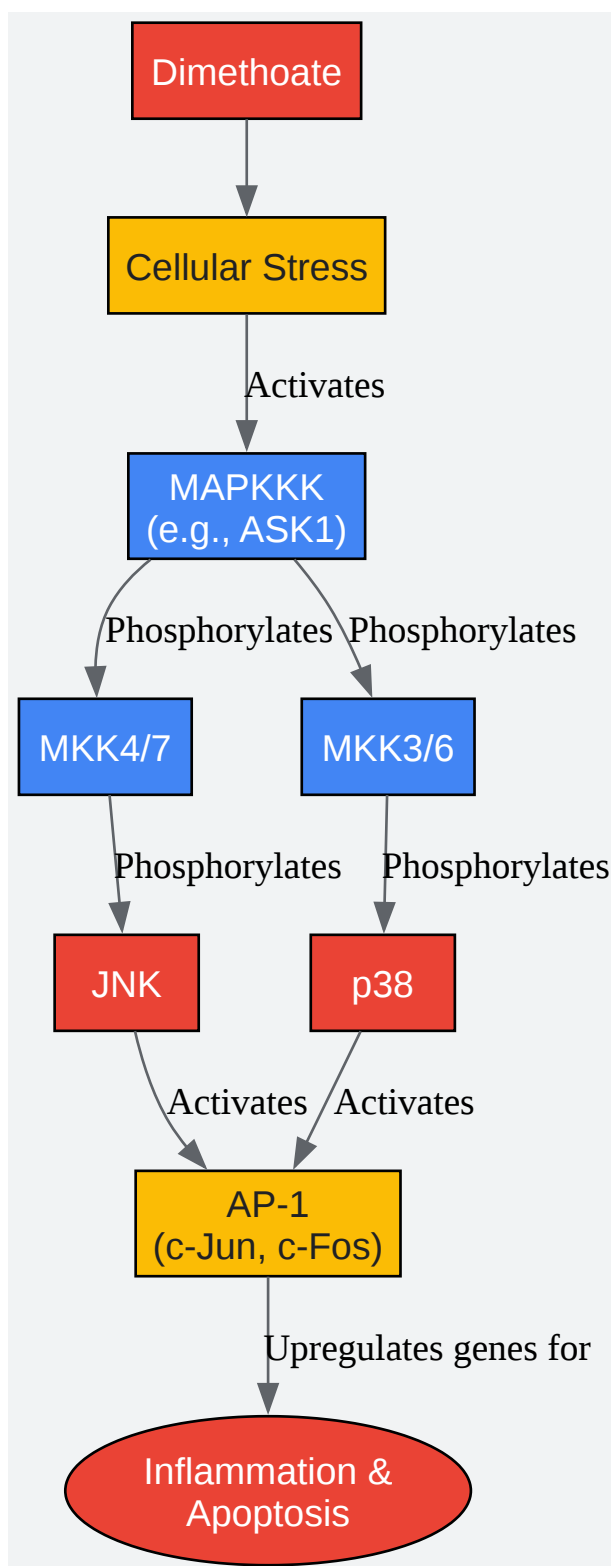 Dimethoate
Cellular Stress
Activates
MAPKKK
(e.g., ASK1)
Phosphorylates
Phosphorylates
MKK4/7
MKK3/6
Phosphorylates
Phosphorylates
JNK
p38
Activates
Activates
AP-1
(c-Jun, c-Fos)
Upregulates genes for
Inflammation &
Apoptosis